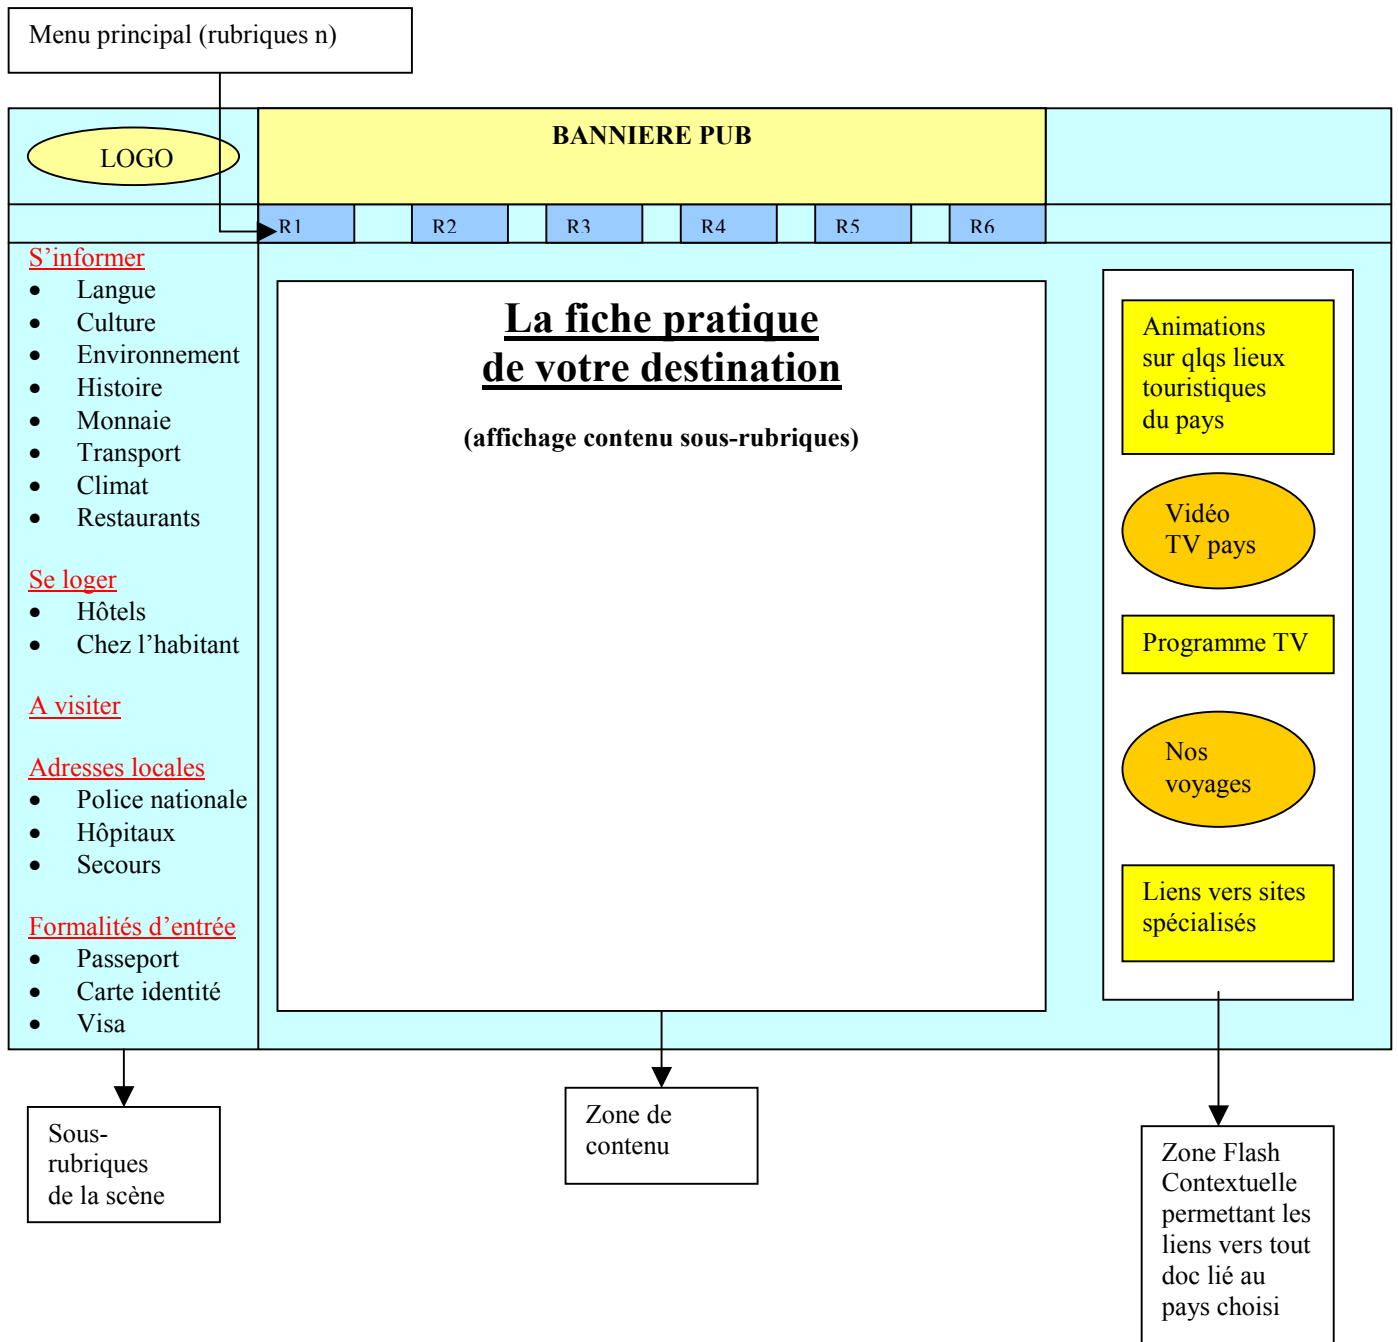 Menu principal (rubriques n)
LOGO
BANNIERE PUB
R1
R2
R3
R4
R5
R6
S’informer
• Langue
• Culture
• Environnement
• Histoire
• Monnaie
• Transport
• Climat
• Restaurants
Se loger
• Hôtels
• Chez l’habitant
A visiter
Adresses locales
• Police nationale
• Hôpitaux
• Secours
Formalités d’entrée
• Passeport
• Carte identité
• Visa
La fiche pratique
de votre destination
(affichage contenu sous-rubriques)
Animations
sur qlqs lieux
touristiques
du pays
Vidéo
TV pays
Programme TV
Nos
voyages
Liens vers sites
spécialisés
Sous-
rubriques
de la scène
Zone de
contenu
Zone Flash
Contextuelle
permettant les
liens vers tout
doc lié au
pays choisi